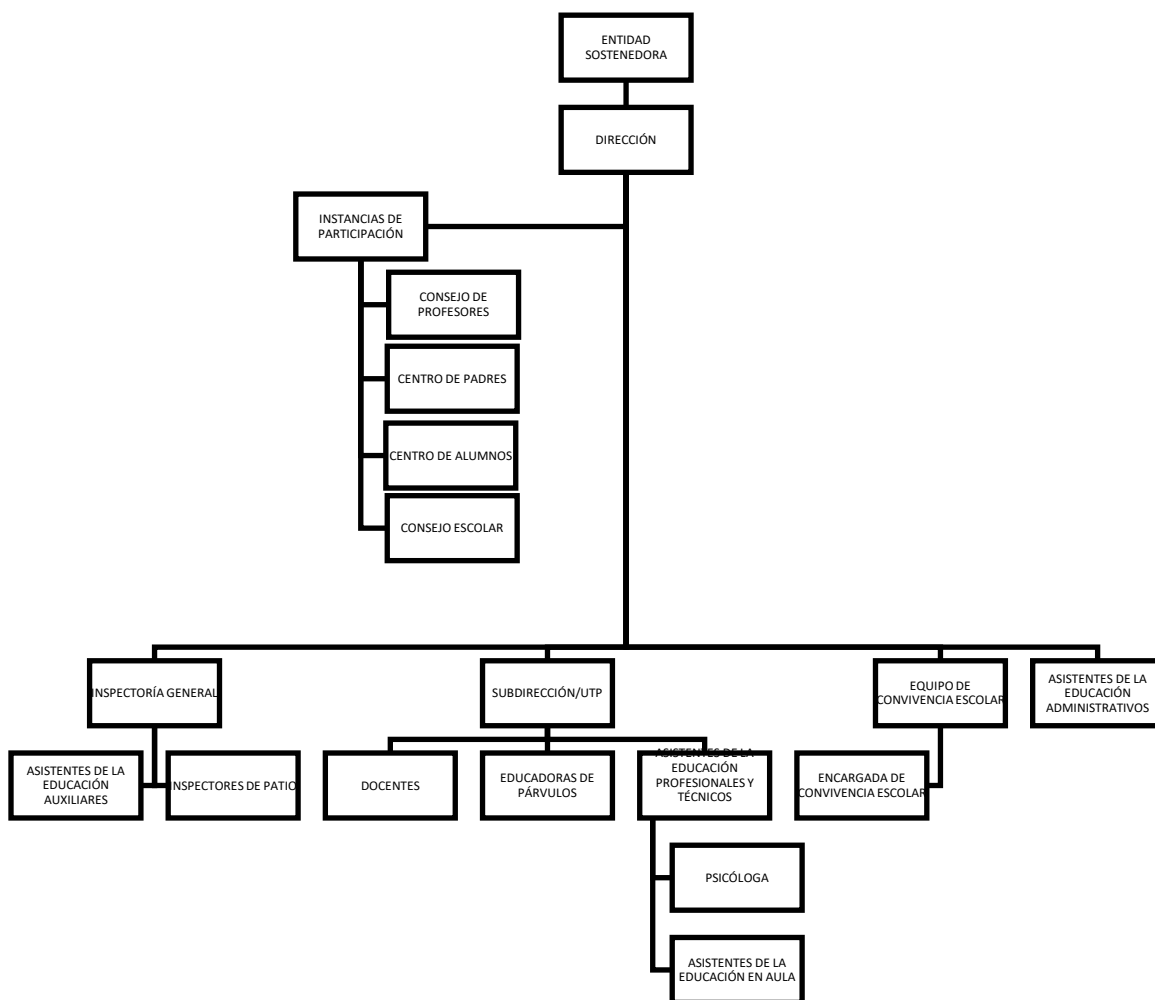 ENTIDAD
SOSTENEDORA
DIRECCIÓN
INSTANCIAS DE
PARTICIPACIÓN
CONSEJO DE
PROFESORES
CENTRO DE PADRES
CENTRO DE ALUMNOS
CONSEJO ESCOLAR
INSPECTORÍA GENERAL
SUBDIRECCIÓN/UTP
EQUIPO DE
CONVIVENCIA ESCOLAR
ASISTENTES DE LA
EDUCACIÓN
ADMINISTRATIVOS
ASISTENTES DE LA
EDUCACIÓN
AUXILIARES
INSPECTORES DE PATIO
DOCENTES
EDUCADORAS DE
PÁRVULOS
ASISTENTES DE LA
EDUCACIÓN
PROFESIONALES Y
TÉCNICOS
ENCARGADA DE
CONVIVENCIA ESCOLAR
PSICÓLOGA
ASISTENTES DE LA
EDUCACIÓN EN AULA